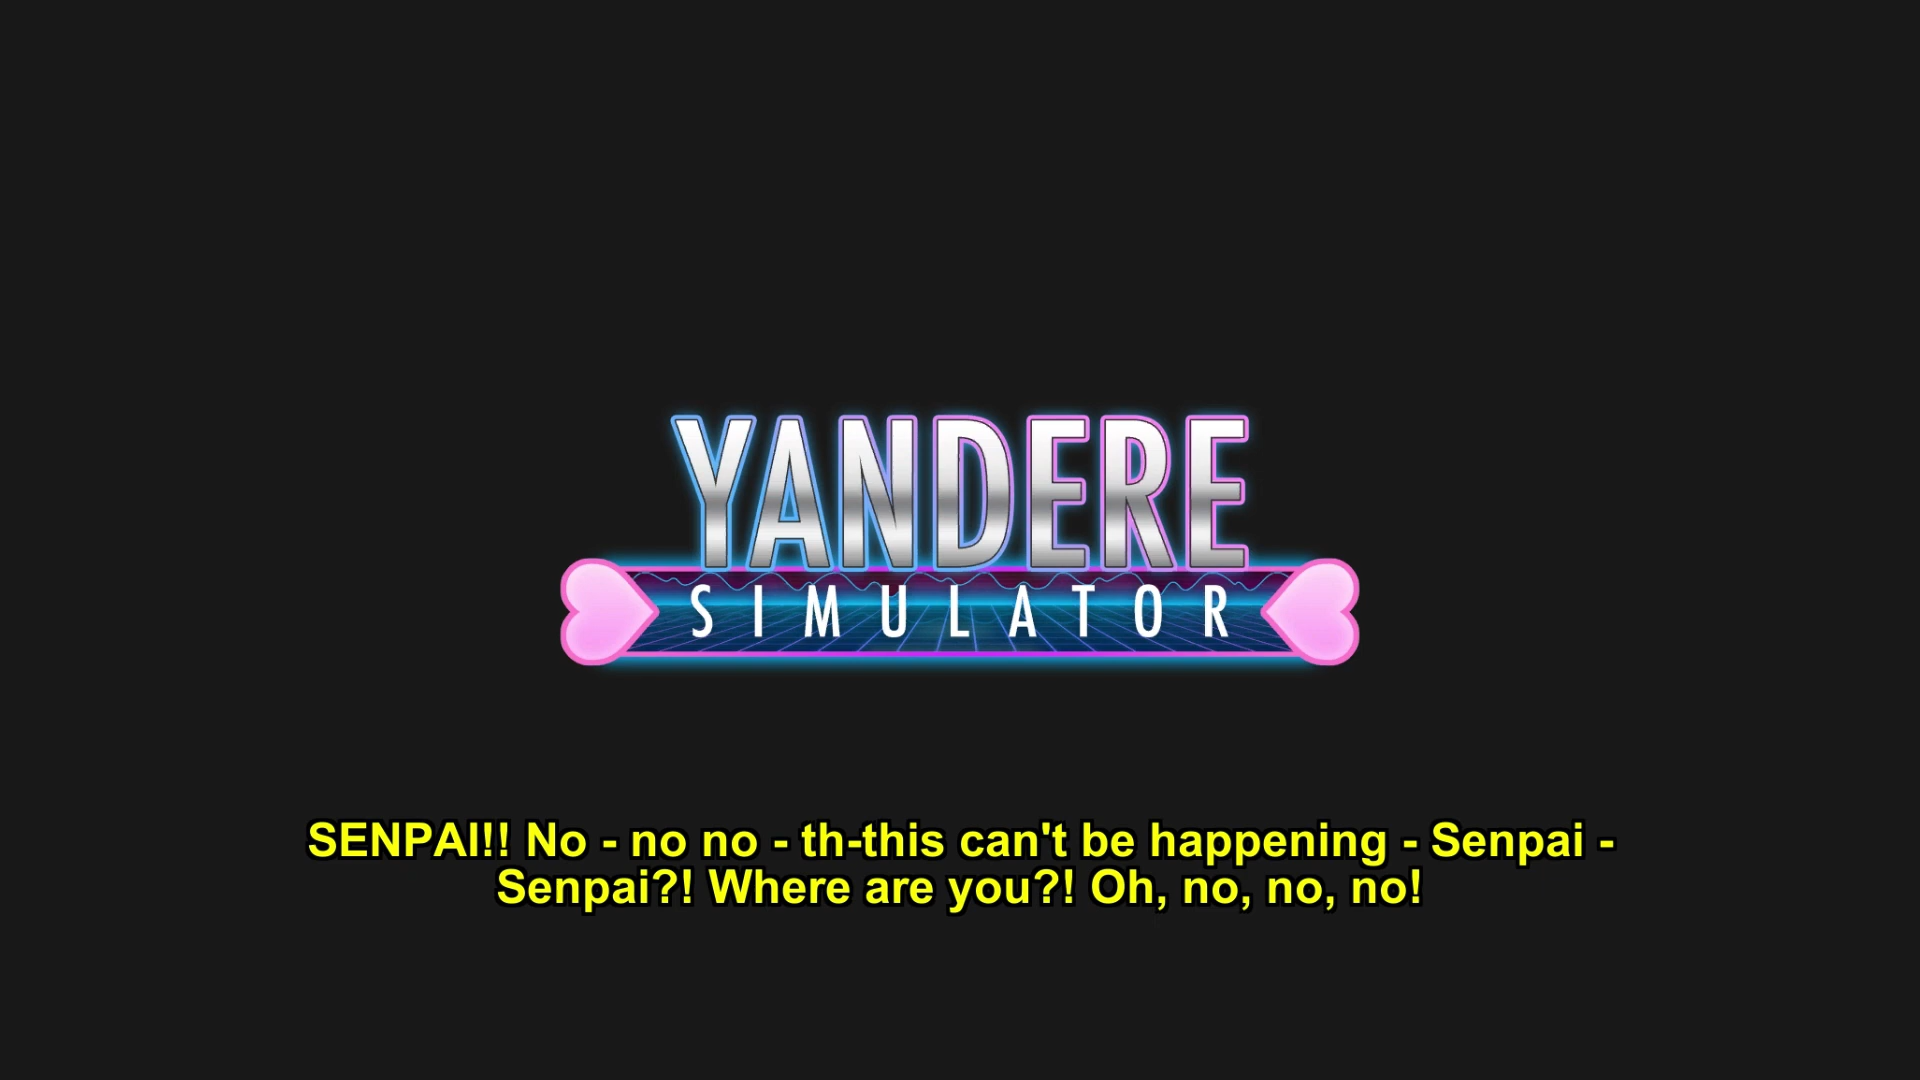 YANDERE
SIMULATOR
SENPAI!! No - no no - th-this can't be happening - Senpai -
Senpai?! Where are you?! Oh, no, no, no!